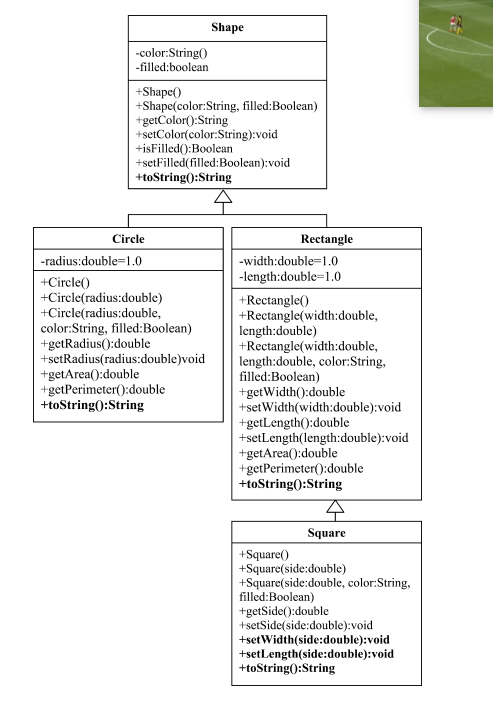 Shape
-color:String()
-filled:boolean
+Shape()
+Shape(color:String, filled:Boolean)
+getColor():String
+setColor(color:String):void
+isFilled():Boolean
+setFilled(filled:Boolean):void
+toString():String
Circle
-radius:double=1.0
+Circle()
+Circle(radius:double)
+Circle(radius:double,
color:String, filled:Boolean)
+getRadius():double
+setRadius(radius:double)void
+getArea():double
+getPerimeter():double
+toString():String
Rectangle
-width:double=1.0
-length:double=1.0
+Rectangle()
+Rectangle(width:double,
length:double)
+Rectangle(width:double,
length:double, color:String,
filled:Boolean)
+getWidth():double
+setWidth(width:double):void
+getLength():double
+setLength(length:double):void
+getArea():double
+getPerimeter():double
+toString():String
Square
+Square()
+Square(side:double)
+Square(side:double, color:String,
filled:Boolean)
+getSide():double
+setSide(side:double):void
+setWidth(side:double):void
+setLength(side:double):void
+toString():String